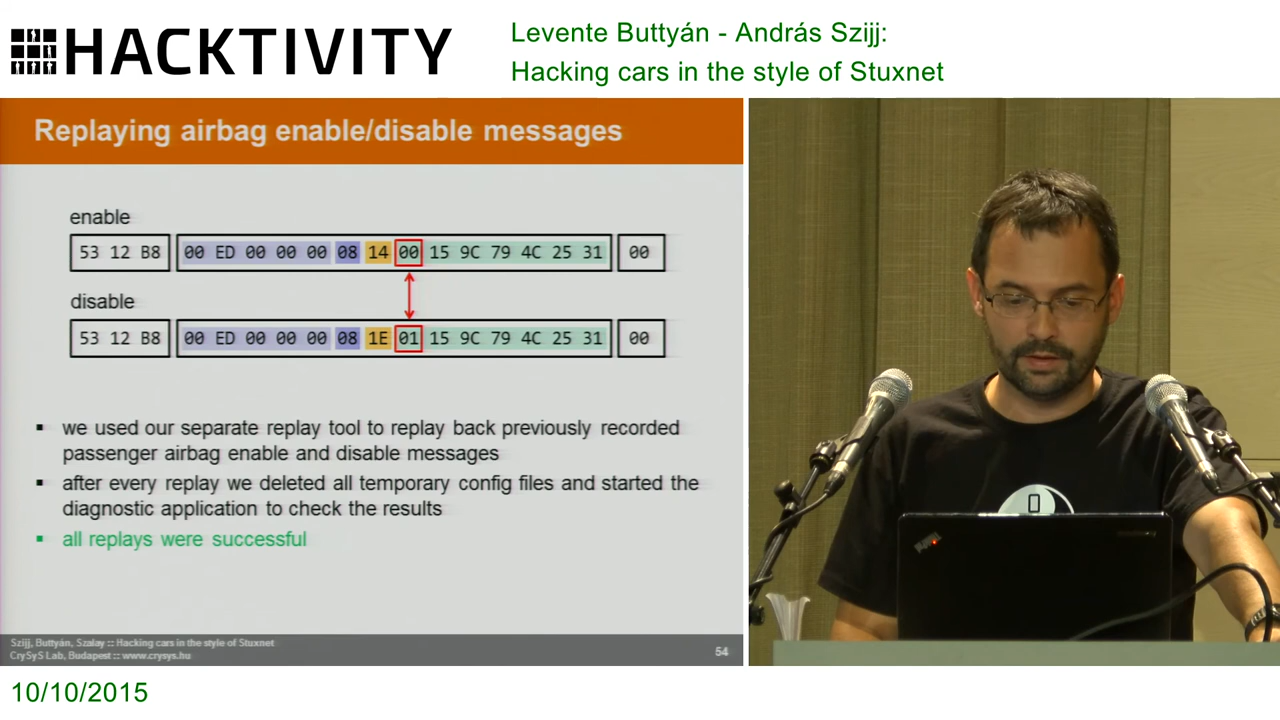 HACKTIVITY
Levente Buttyán - András Szijj:
Hacking cars in the style of Stuxnet
Replaying airbag enable/disable messages
enable
53 12 B8 00 ED 00 00 00 08 14 00 15 9C 79 4C 25 31 00
disable
53 12 B8 00 ED 00 00 00 08 1E 01 15 9C 79 4C 25 31 00
▪ we used our separate replay tool to replay back previously recorded
passenger airbag enable and disable messages
▪ after every replay we deleted all temporary config files and started the
diagnostic application to check the results
▪ all replays were successful
Szijj, Buttyán, Szalay :: Hacking cars in the style of Stuxnet
CrySyS Lab, Budapest :: www.crysys.hu
54
10/10/2015